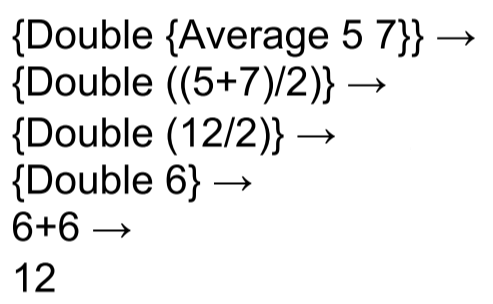 {Double {Average 5 7}} →
{Double ((5+7)/2)} →
{Double (12/2)} →
{Double 6} →
6+6 →
12